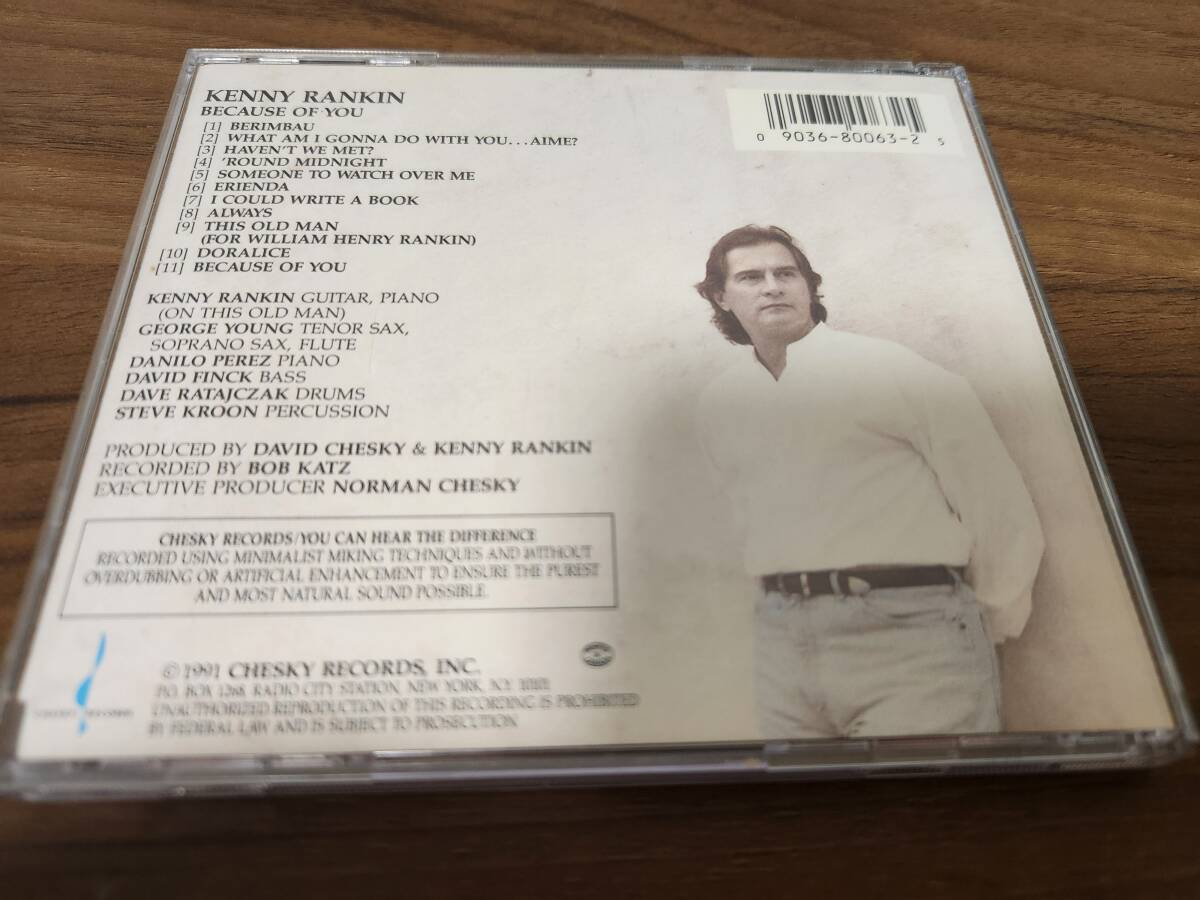 KENNY RANKIN
BECAUSE OF YOU
[1] BERIMBAU
[2] WHAT AM I GONNA DO WITH YOU...AIME?
[3] HAVEN'T WE MET?
[4] 'ROUND MIDNIGHT
[5] SOMEONE TO WATCH OVER ME
[6] ERIENDA
[7] I COULD WRITE A BOOK
[8] ALWAYS
[9] THIS OLD MAN
(FOR WILLIAM HENRY RANKIN)
[10] DORALICE
[11] BECAUSE OF YOU
KENNY RANKIN GUITAR, PIANO
(ON THIS OLD MAN)
GEORGE YOUNG TENOR SAX,
SOPRANO SAX, FLUTE
DANILO PEREZ PIANO
DAVID FINCK BASS
DAVE RATAJCZAK DRUMS
STEVE KROON PERCUSSION
PRODUCED BY DAVID CHESKY & KENNY RANKIN
RECORDED BY BOB KATZ
EXECUTIVE PRODUCER NORMAN CHESKY
CHESKY RECORDS/YOU CAN HEAR THE DIFFERENCE
RECORDED USING MINIMALIST MIKING TECHNIQUES AND WITHOUT
OVERDUBBING OR ARTIFICIAL ENHANCEMENT TO ENSURE THE PUREST
AND MOST NATURAL SOUND POSSIBLE.
©1991 CHESKY RECORDS, INC.
P.O. BOX 1268, RADIO CITY STATION, NEW YORK, N.Y. 10101
UNAUTHORIZED REPRODUCTION OF THIS RECORDING IS PROHIBITED
BY FEDERAL LAW AND IS SUBJECT TO PROSECUTION
CHESKY RECORDS
0 9036-80063-2 5